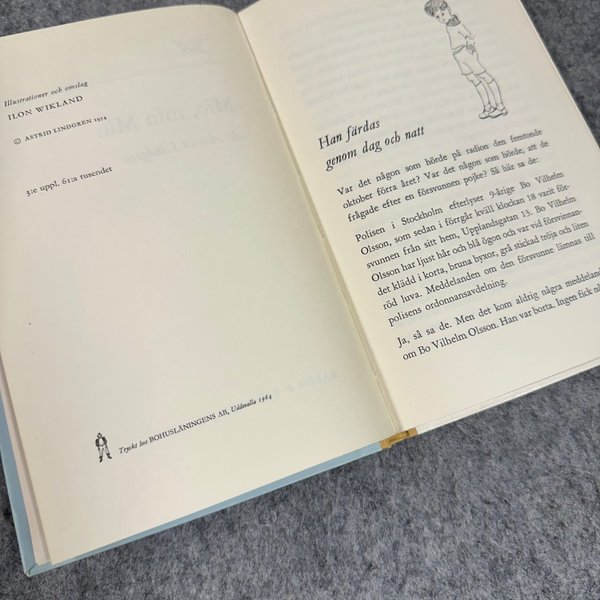 Illustrationer och omslag
ILON WIKLAND
© ASTRID LINDGREN 1954
3:e uppl. 61:a tusendet
Tryckt hos BOHUSLÄNINGENS AB, Uddevalla 1964
Han färdas
genom dag och natt
Var det någon som hörde på radion den femtonde
oktober förra året? Var det någon som hörde, att de
frågade efter en försvunnen pojke? Så här sa de:
Polisen i Stockholm efterlyser 9-årige Bo Vilhelm
Olsson, som sedan i förrgår kväll klockan 18 varit för-
svunnen från sitt hem, Upplandsgatan 13. Bo Vilhelm
Olsson har ljust hår och blå ögon och var vid försvinnan-
det klädd i korta, bruna byxor, grå stickad tröja och liten
röd luva. Meddelanden om den försvunne lämnas till
polisens ordonnansavdelning.
Ja, så sa de. Men det kom aldrig några meddeland
om Bo Vilhelm Olsson. Han var borta. Ingen fick nå